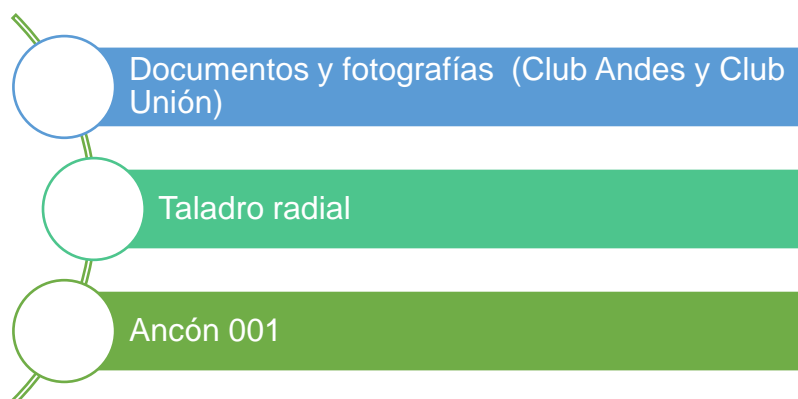 Documentos y fotografías (Club Andes y Club
Unión)
Taladro radial
Ancón 001